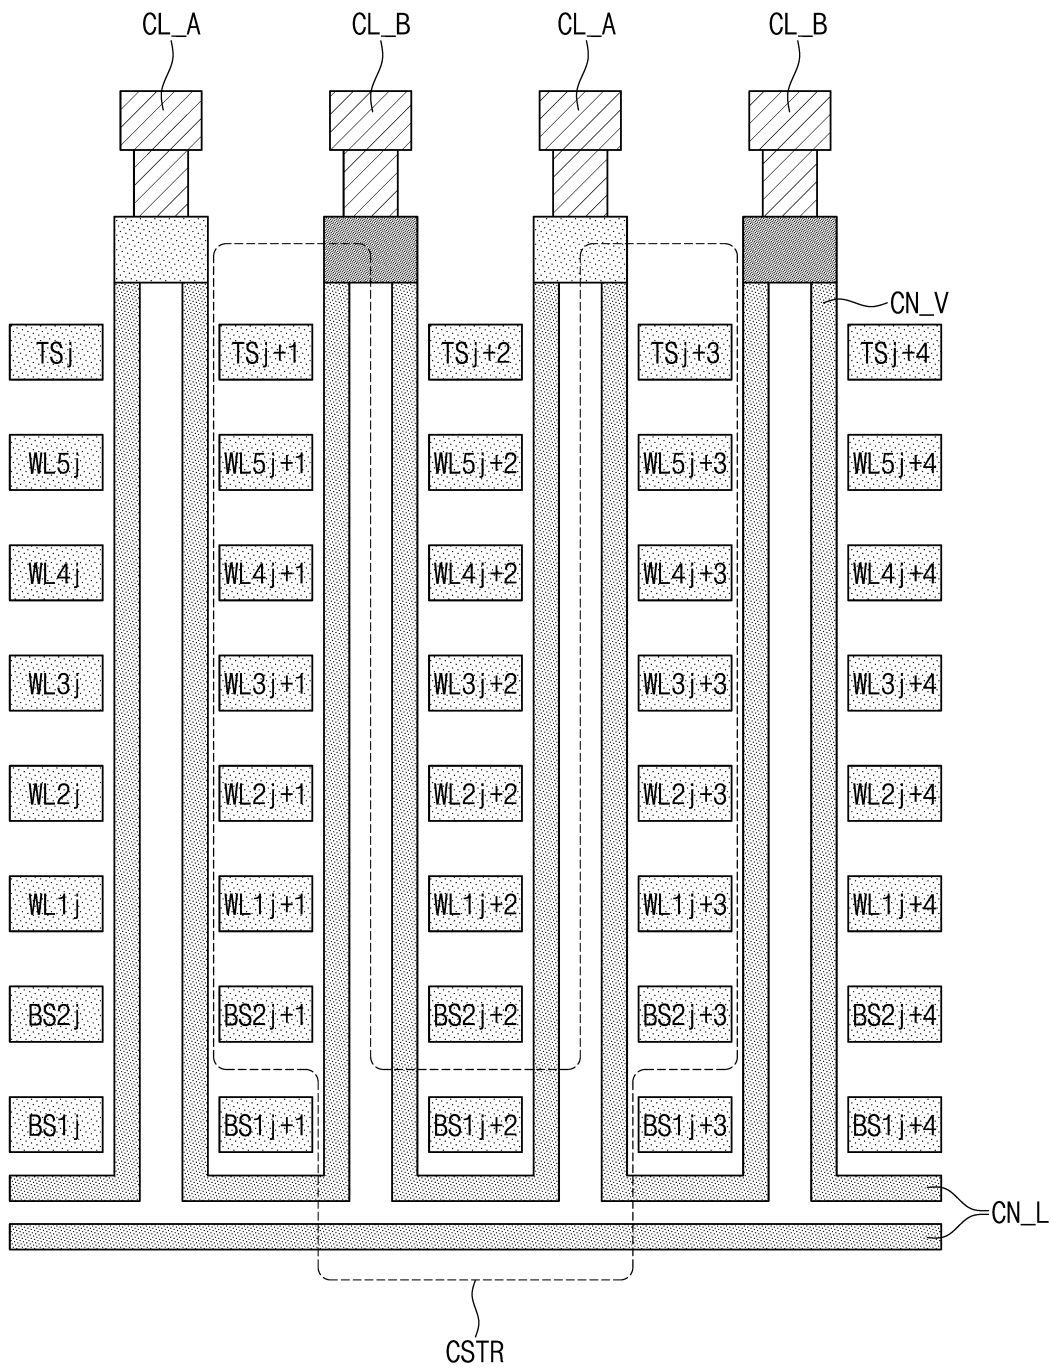 CL_A CL_B CL_A CL_B
CN_V
TSj TSj+1 TSj+2 TSj+3 TSj+4
WL5j WL5j+1 WL5j+2 WL5j+3 WL5j+4
WL4j WL4j+1 WL4j+2 WL4j+3 WL4j+4
WL3j WL3j+1 WL3j+2 WL3j+3 WL3j+4
WL2j WL2j+1 WL2j+2 WL2j+3 WL2j+4
WL1j WL1j+1 WL1j+2 WL1j+3 WL1j+4
BS2j BS2j+1 BS2j+2 BS2j+3 BS2j+4
BS1j BS1j+1 BS1j+2 BS1j+3 BS1j+4
CN_L
CSTR